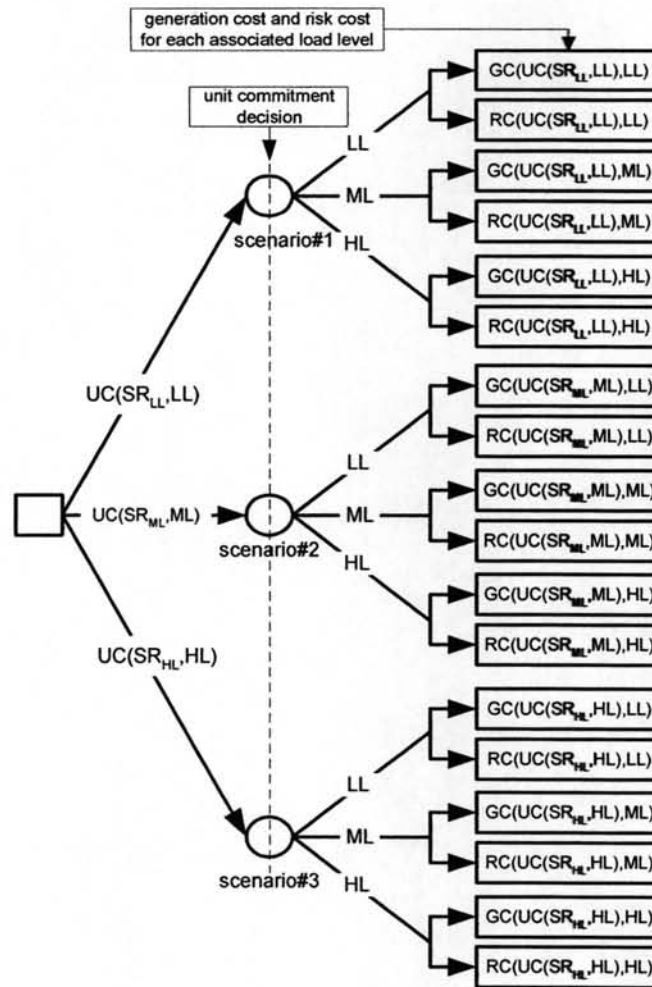 generation cost and risk cost
for each associated load level
unit commitment
decision
GC(UC(SR_LL,LL),LL)
LL
RC(UC(SR_LL,LL),LL)
GC(UC(SR_LL,LL),ML)
ML
RC(UC(SR_LL,LL),ML)
scenario#1
HL
GC(UC(SR_LL,LL),HL)
RC(UC(SR_LL,LL),HL)
UC(SR_LL,LL)
GC(UC(SR_ML,ML),LL)
LL
RC(UC(SR_ML,ML),LL)
GC(UC(SR_ML,ML),ML)
UC(SR_ML,ML)
ML
RC(UC(SR_ML,ML),ML)
scenario#2
HL
GC(UC(SR_ML,ML),HL)
RC(UC(SR_ML,ML),HL)
UC(SR_HL,HL)
GC(UC(SR_HL,HL),LL)
LL
RC(UC(SR_HL,HL),LL)
GC(UC(SR_HL,HL),ML)
ML
RC(UC(SR_HL,HL),ML)
scenario#3
HL
GC(UC(SR_HL,HL),HL)
RC(UC(SR_HL,HL),HL)